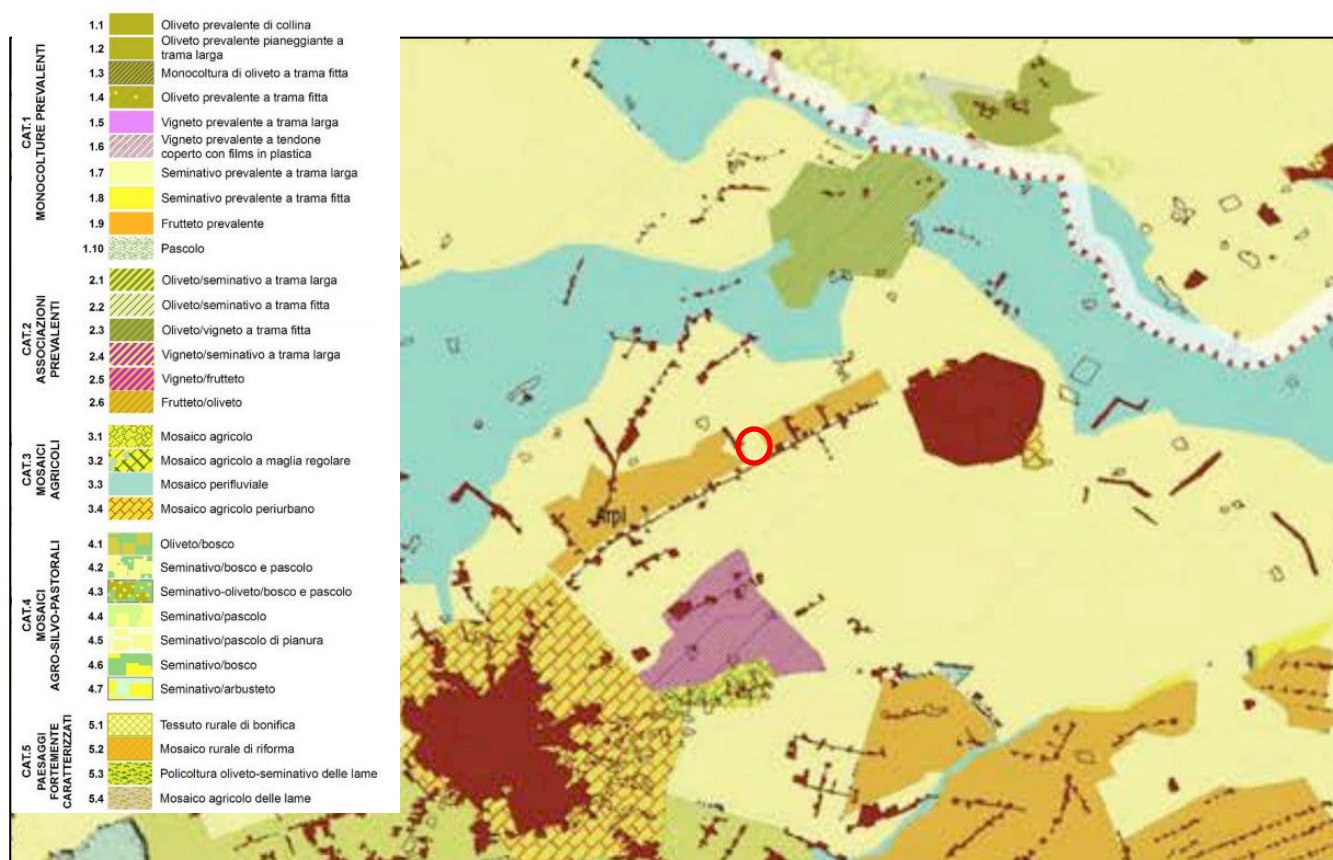 CAT.1
MONOCOLTURE PREVALENTI
1.1 Oliveto prevalente di collina
1.2 Oliveto prevalente pianeggiante a
trama larga
1.3 Monocoltura di oliveto a trama fitta
1.4 Oliveto prevalente a trama fitta
1.5 Vigneto prevalente a trama larga
1.6 Vigneto prevalente a tendone
coperto con films in plastica
1.7 Seminativo prevalente a trama larga
1.8 Seminativo prevalente a trama fitta
1.9 Frutteto prevalente
1.10 Pascolo
CAT.2
ASSOCIAZIONI
PREVALENTI
2.1 Oliveto/seminativo a trama larga
2.2 Oliveto/seminativo a trama fitta
2.3 Oliveto/vigneto a trama fitta
2.4 Vigneto/seminativo a trama larga
2.5 Vigneto/frutteto
2.6 Frutteto/oliveto
CAT.3
MOSAICI
AGRICOLI
3.1 Mosaico agricolo
3.2 Mosaico agricolo a maglia regolare
3.3 Mosaico perifluviale
3.4 Mosaico agricolo periurbano
CAT.4
MOSAICI
AGRO-SILVO-PASTORALI
4.1 Oliveto/bosco
4.2 Seminativo/bosco e pascolo
4.3 Seminativo-oliveto/bosco e pascolo
4.4 Seminativo/pascolo
4.5 Seminativo/pascolo di pianura
4.6 Seminativo/bosco
4.7 Seminativo/arbusteto
CAT.5
PAESAGGI
FORTEMENTE
CARATTERIZZATI
5.1 Tessuto rurale di bonifica
5.2 Mosaico rurale di riforma
5.3 Policoltura oliveto-seminativo delle lame
5.4 Mosaico agricolo delle lame
Arpi